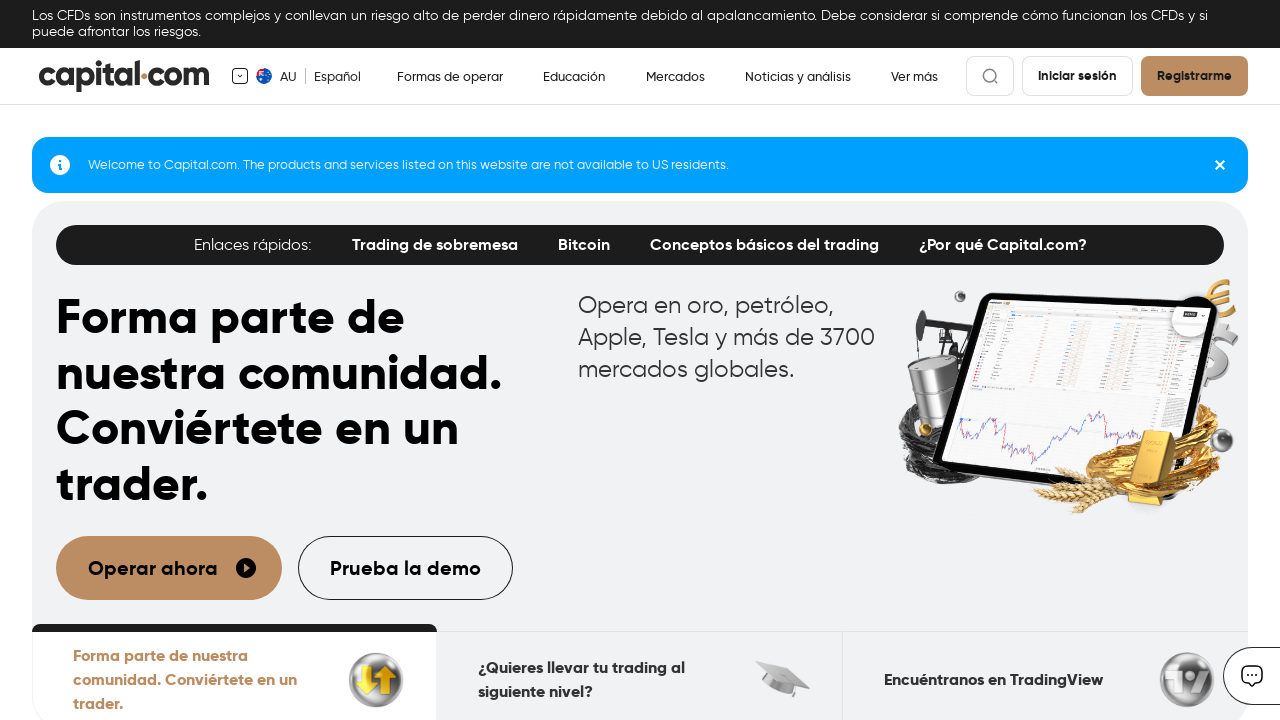 Los CFDs son instrumentos complejos y conllevan un riesgo alto de perder dinero rápidamente debido al apalancamiento. Debe considerar si comprende cómo funcionan los CFDs y si
puede afrontar los riesgos.
capital.com
AU
Español
Formas de operar
Educación
Mercados
Noticias y análisis
Ver más
Iniciar sesión
Registrarme
Welcome to Capital.com. The products and services listed on this website are not available to US residents.
Enlaces rápidos:
Trading de sobremesa
Bitcoin
Conceptos básicos del trading
¿Por qué Capital.com?
Forma parte de
nuestra comunidad.
Conviértete en un
trader.
Opera en oro, petróleo,
Apple, Tesla y más de 3700
mercados globales.
Operar ahora
Prueba la demo
Forma parte de nuestra
comunidad. Conviértete en un
trader.
¿Quieres llevar tu trading al
siguiente nivel?
Encuéntranos en TradingView